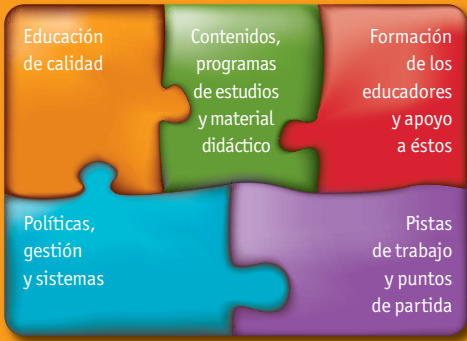 Educación
de calidad
Contenidos,
programas
de estudios
y material
didáctico
Formación
de los
educadores
y apoyo
a éstos
Políticas,
gestión
y sistemas
Pistas
de trabajo
y puntos
de partida